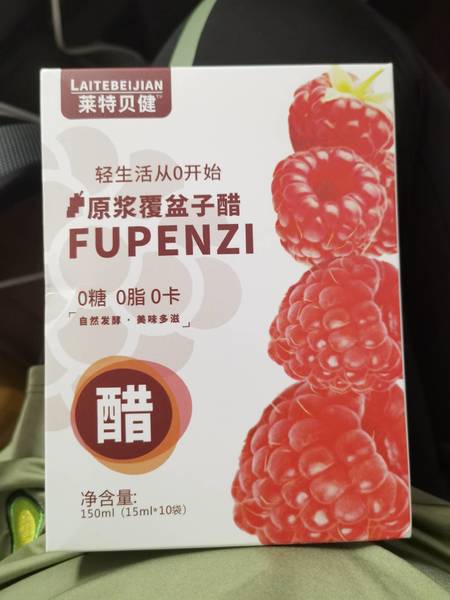 LAITEBEIJIAN
莱特贝健™
轻生活从0开始
原浆覆盆子醋
FUPENZI
0糖 0脂 0卡
自然发酵·美味多滋
醋
净含量:
150ml（15ml*10袋）